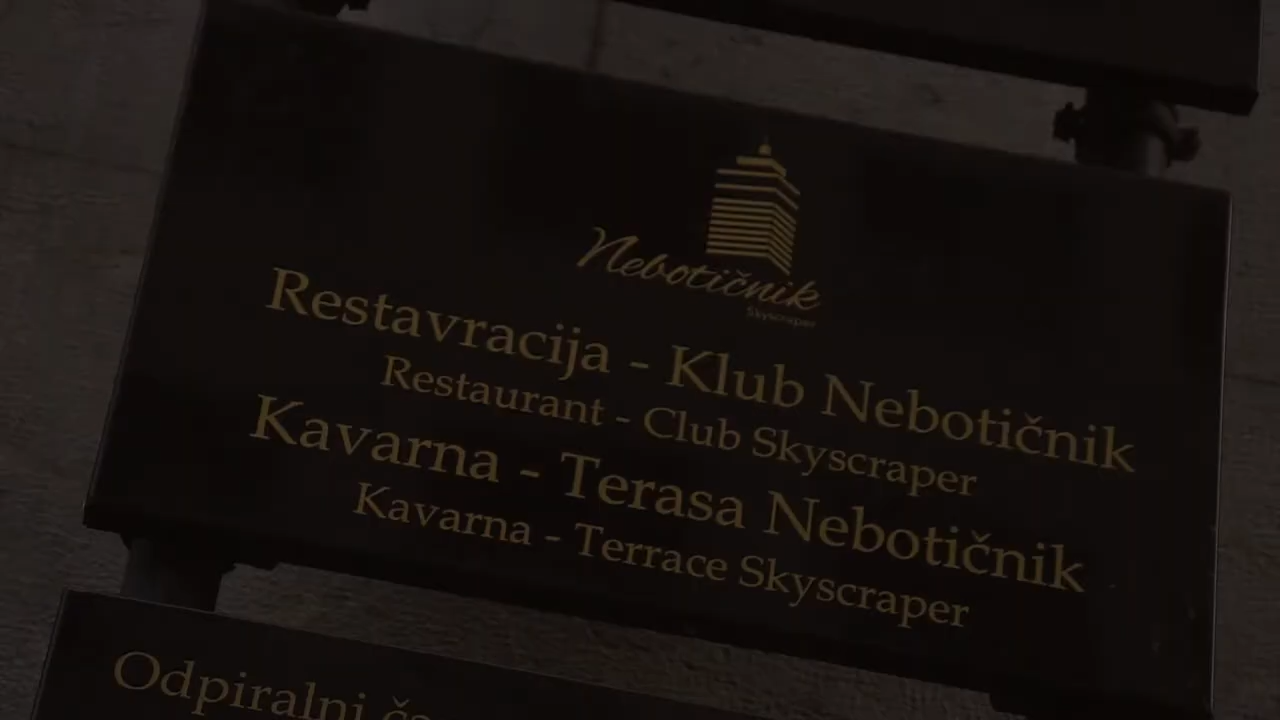 Nebotičnik
Skyscraper
Restavracija - Klub Nebotičnik
Restaurant - Club Skyscraper
Kavarna - Terasa Nebotičnik
Kavarna - Terrace Skyscraper
Odpiralni